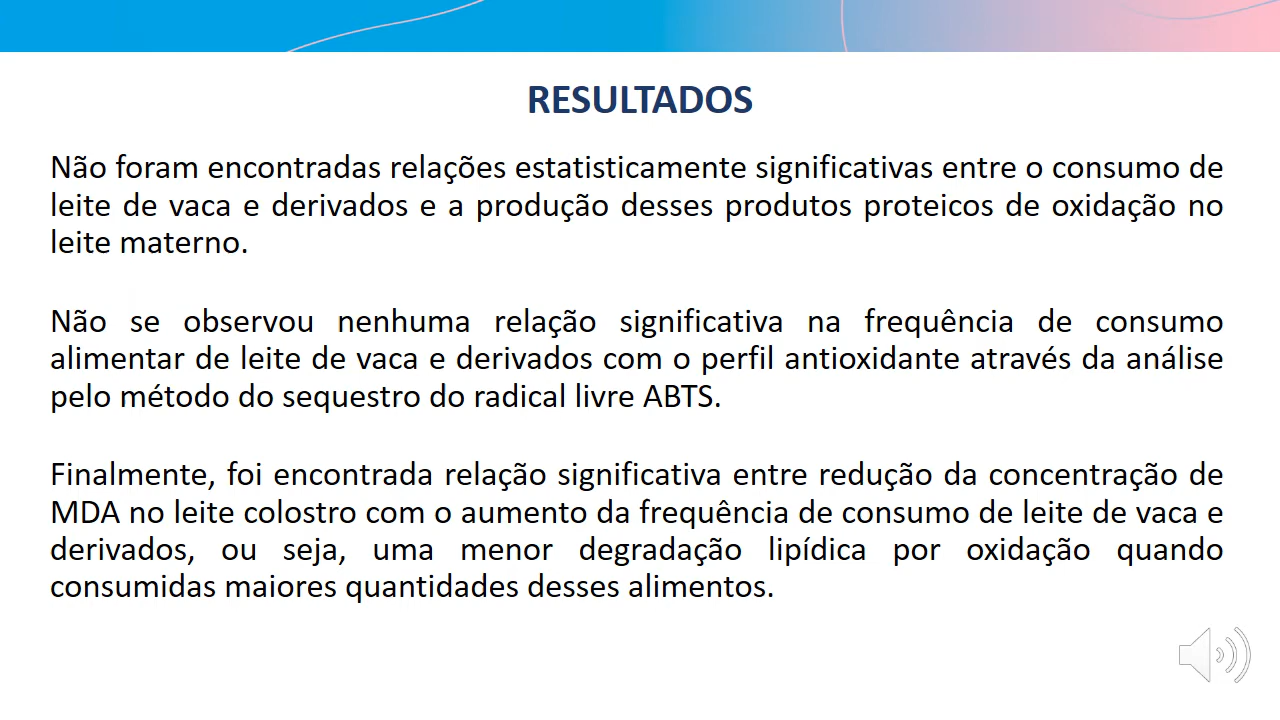 RESULTADOS
Não foram encontradas relações estatisticamente significativas entre o consumo de
leite de vaca e derivados e a produção desses produtos proteicos de oxidação no
leite materno.
Não se observou nenhuma relação significativa na frequência de consumo
alimentar de leite de vaca e derivados com o perfil antioxidante através da análise
pelo método do sequestro do radical livre ABTS.
Finalmente, foi encontrada relação significativa entre redução da concentração de
MDA no leite colostro com o aumento da frequência de consumo de leite de vaca e
derivados, ou seja, uma menor degradação lipídica por oxidação quando
consumidas maiores quantidades desses alimentos.